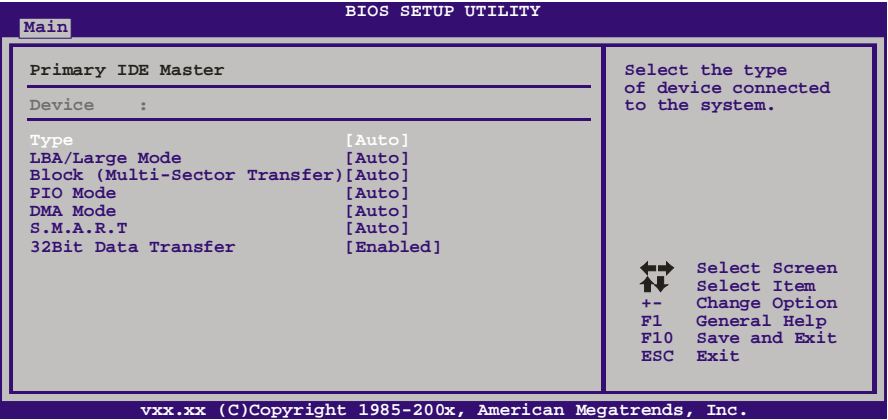 BIOS SETUP UTILITY
Main
Primary IDE Master
Device :
Type [Auto]
LBA/Large Mode [Auto]
Block (Multi-Sector Transfer)[Auto]
PIO Mode [Auto]
DMA Mode [Auto]
S.M.A.R.T [Auto]
32Bit Data Transfer [Enabled]
Select the type
of device connected
to the system.
Select Screen
Select Item
+- Change Option
F1 General Help
F10 Save and Exit
ESC Exit
vxx.xx (C)Copyright 1985-200x, American Megatrends, Inc.